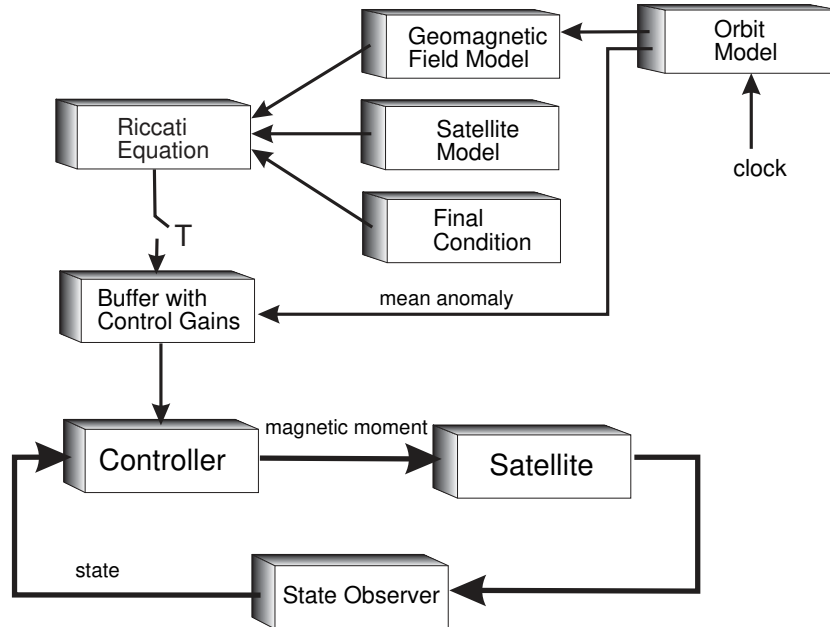 Geomagnetic
Field Model
Orbit
Model
Riccati
Equation
Satellite
Model
clock
Final
Condition
T
Buffer with
Control Gains
mean anomaly
Controller
magnetic moment
Satellite
state
State Observer